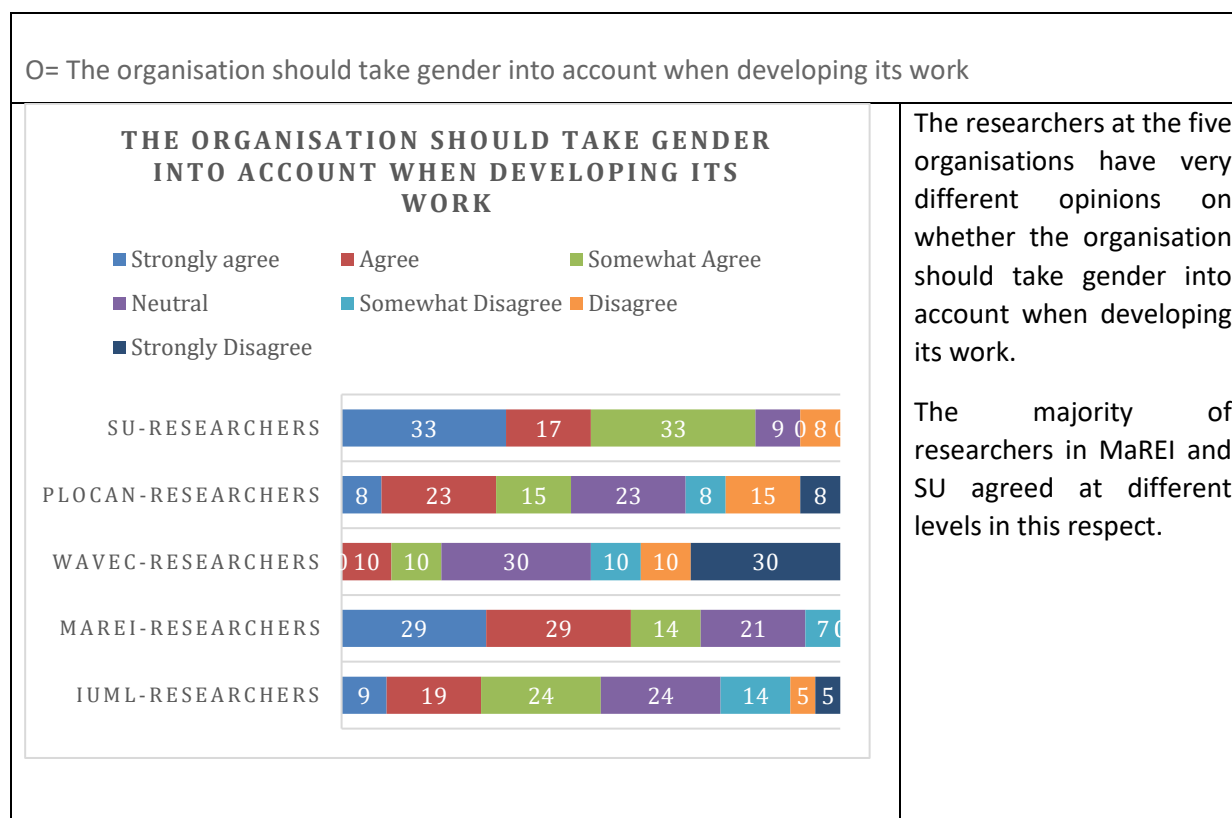 O= The organisation should take gender into account when developing its work
THE ORGANISATION SHOULD TAKE GENDER
INTO ACCOUNT WHEN DEVELOPING ITS
WORK
Strongly agree Agree Somewhat Agree
Neutral Somewhat Disagree Disagree
Strongly Disagree
SU-RESEARCHERS 33 17 33 9 0 8 0
PLOCAN-RESEARCHERS 8 23 15 23 8 15 8
WAVEC-RESEARCHERS 0 10 10 30 10 10 30
MAREI-RESEARCHERS 29 29 14 21 7 0
IUML-RESEARCHERS 9 19 24 24 14 5 5
The researchers at the five
organisations have very
different opinions on
whether the organisation
should take gender into
account when developing
its work.
The majority of
researchers in MaREI and
SU agreed at different
levels in this respect.